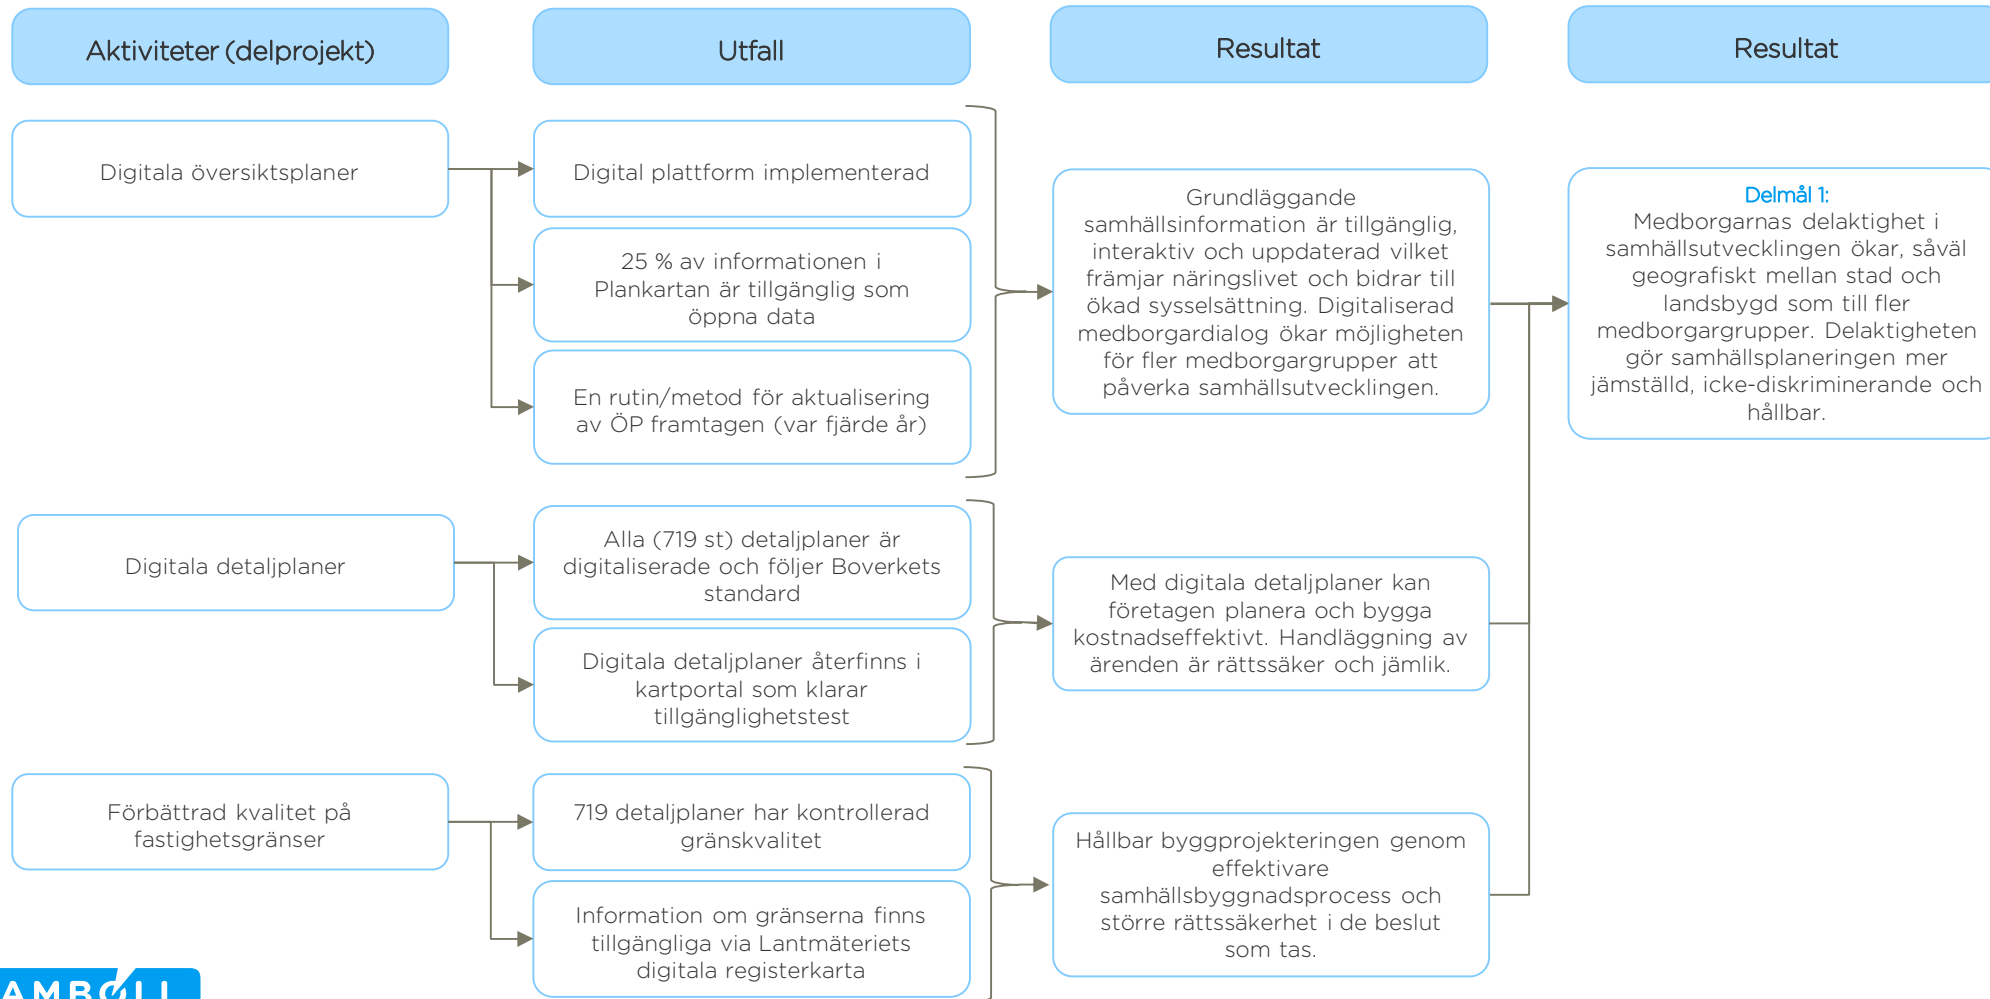 Aktiviteter (delprojekt)
Utfall
Resultat
Resultat
Digitala översiktsplaner
Digital plattform implementerad
25 % av informationen i
Plankartan är tillgänglig som
öppna data
En rutin/metod för aktualisering
av ÖP framtagen (var fjärde år)
Grundläggande
samhällsinformation är tillgänglig,
interaktiv och uppdaterad vilket
främjar näringslivet och bidrar till
ökad sysselsättning. Digitaliserad
medborgardialog ökar möjligheten
för fler medborgargrupper att
påverka samhällsutvecklingen.
Delmål 1:
Medborgarnas delaktighet i
samhällsutvecklingen ökar, såväl
geografiskt mellan stad och
landsbygd som till fler
medborgargrupper. Delaktigheten
gör samhällsplaneringen mer
jämställd, icke-diskriminerande och
hållbar.
Digitala detaljplaner
Alla (719 st) detaljplaner är
digitaliserade och följer Boverkets
standard
Digitala detaljplaner återfinns i
kartportal som klarar
tillgänglighetstest
Med digitala detaljplaner kan
företagen planera och bygga
kostnadseffektivt. Handläggning av
ärenden är rättssäker och jämlik.
Förbättrad kvalitet på
fastighetsgränser
719 detaljplaner har kontrollerad
gränskvalitet
Information om gränserna finns
tillgängliga via Lantmäteriets
digitala registerkarta
Hållbar byggprojekteringen genom
effektivare
samhällsbyggnadsprocess och
större rättssäkerhet i de beslut
som tas.
AMBØLL